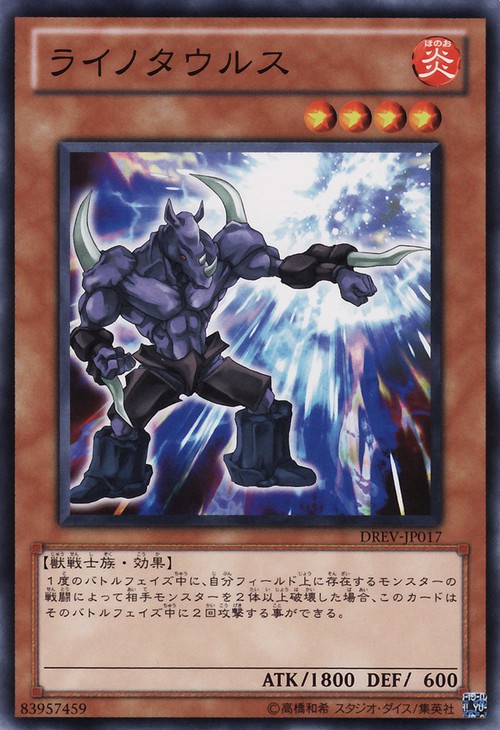 ライノタウルス
炎
ほのお
DREV-JP017
【獣戦士族・効果】
1度のバトルフェイズ中に、自分フィールド上に存在するモンスターの
戦闘によって相手モンスターを2体以上破壊した場合、このカードは
そのバトルフェイズ中に2回攻撃する事ができる。
ATK/1800 DEF/ 600
83957459
©高橋和希 スタジオ・ダイス/集英社